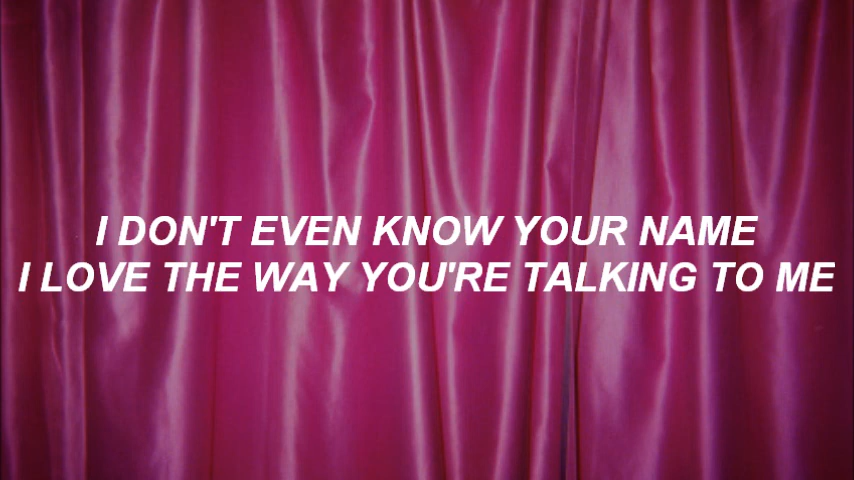 I DON'T EVEN KNOW YOUR NAME
I LOVE THE WAY YOU'RE TALKING TO ME